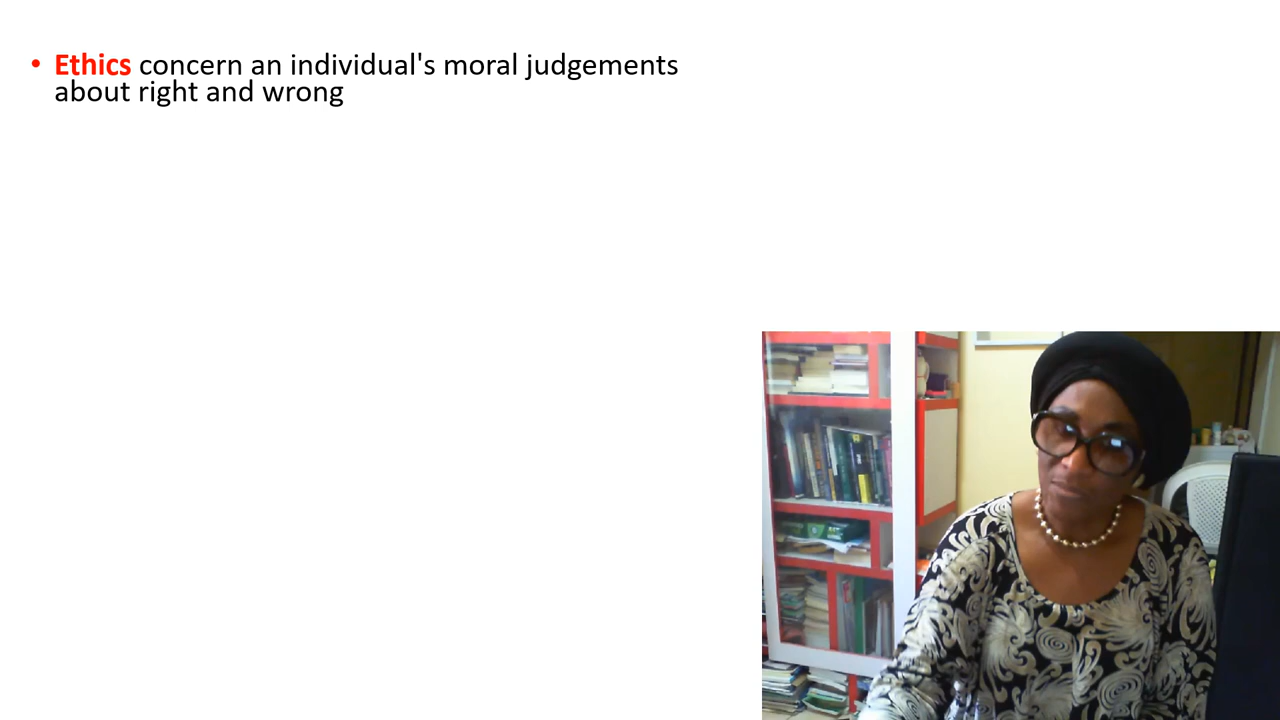 • Ethics concern an individual's moral judgements
about right and wrong